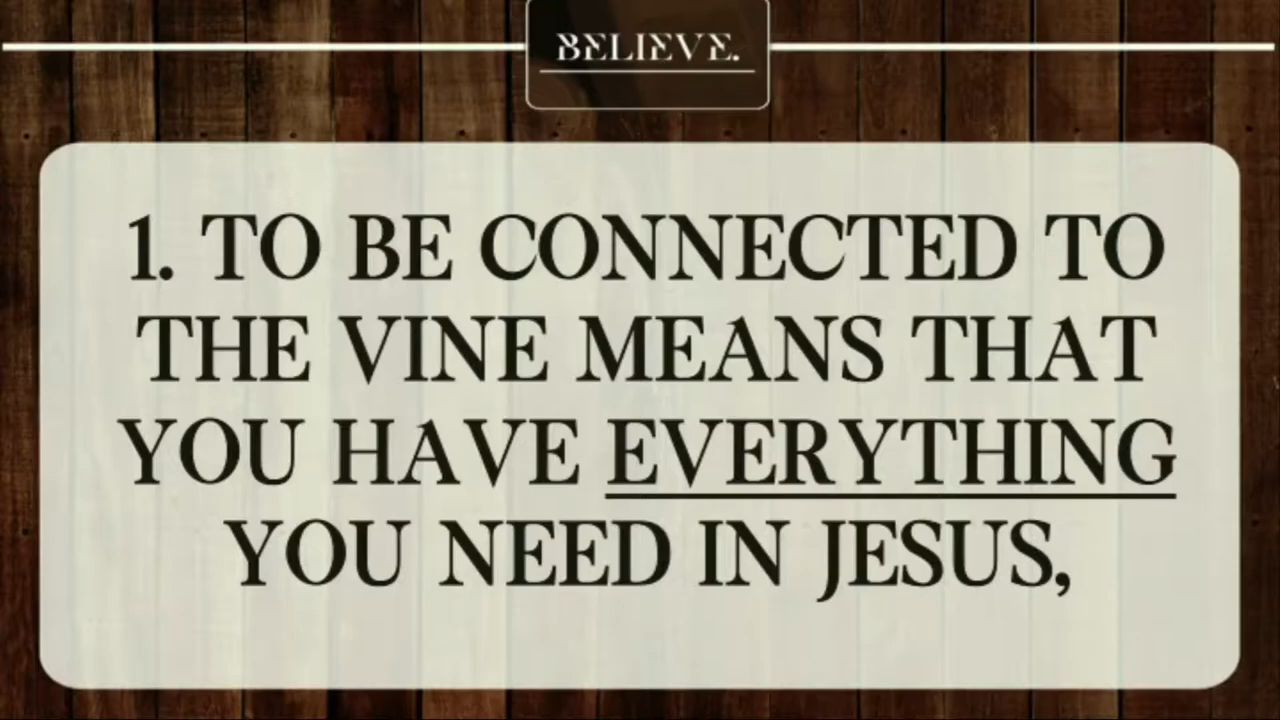 BELIEVE.
1. TO BE CONNECTED TO
THE VINE MEANS THAT
YOU HAVE EVERYTHING
YOU NEED IN JESUS,